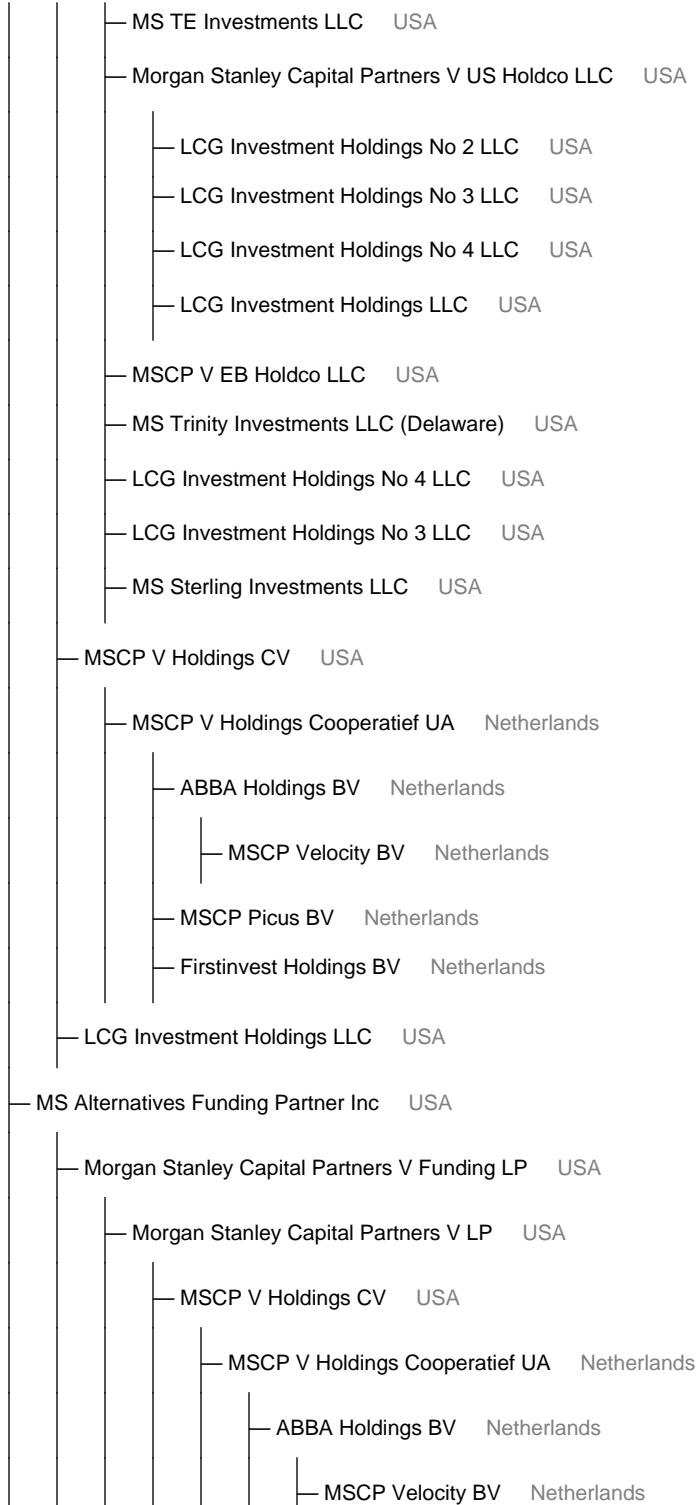 MS TE Investments LLC USA
Morgan Stanley Capital Partners V US Holdco LLC USA
LCG Investment Holdings No 2 LLC USA
LCG Investment Holdings No 3 LLC USA
LCG Investment Holdings No 4 LLC USA
LCG Investment Holdings LLC USA
MSCP V EB Holdco LLC USA
MS Trinity Investments LLC (Delaware) USA
LCG Investment Holdings No 4 LLC USA
LCG Investment Holdings No 3 LLC USA
MS Sterling Investments LLC USA
MSCP V Holdings CV USA
MSCP V Holdings Cooperatief UA Netherlands
ABBA Holdings BV Netherlands
MSCP Velocity BV Netherlands
MSCP Picus BV Netherlands
Firstinvest Holdings BV Netherlands
LCG Investment Holdings LLC USA
MS Alternatives Funding Partner Inc USA
Morgan Stanley Capital Partners V Funding LP USA
Morgan Stanley Capital Partners V LP USA
MSCP V Holdings CV USA
MSCP V Holdings Cooperatief UA Netherlands
ABBA Holdings BV Netherlands
MSCP Velocity BV Netherlands